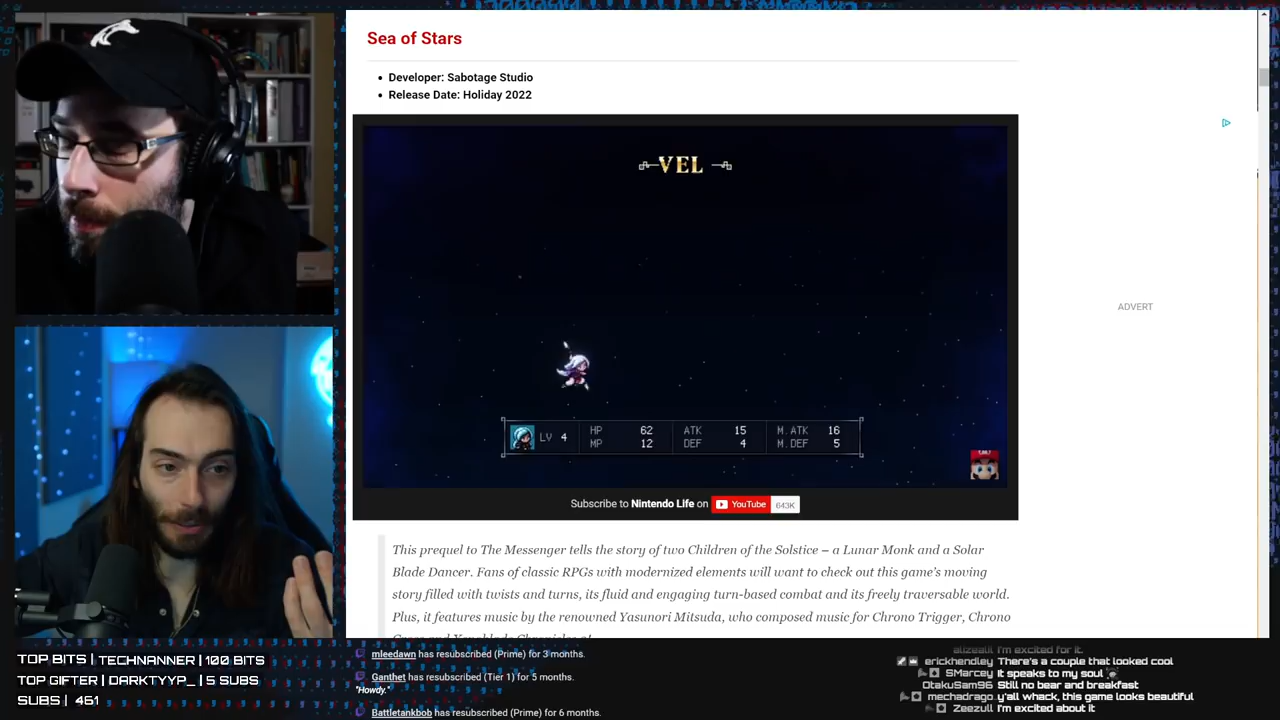 Sea of Stars
Developer: Sabotage Studio
Release Date: Holiday 2022
VEL
LV 4
HP 62
MP 12
ATK 15
DEF 4
M.ATK 16
M.DEF 5
Subscribe to Nintendo Life on YouTube 643K
ADVERT
This prequel to The Messenger tells the story of two Children of the Solstice – a Lunar Monk and a Solar
Blade Dancer. Fans of classic RPGs with modernized elements will want to check out this game's moving
story filled with twists and turns, its fluid and engaging turn-based combat and its freely traversable world.
Plus, it features music by the renowned Yasunori Mitsuda, who composed music for Chrono Trigger, Chrono
TOP BITS | TECHNANNER | 100 BITS
TOP GIFTER | DARKTYYP_ | 5 SUBS
SUBS | 461
mleedawn has resubscribed (Prime) for 3 months.
Ganthet has resubscribed (Tier 1) for 5 months.
"Howdy."
Battletankbob has resubscribed (Prime) for 6 months.
alizealii I'm excited for it.
erickhendley There's a couple that looked cool
SMarcey it speaks to my soul
OtakuSam96 Still no bear and breakfast
mechadrago y'all whack, this game looks beautiful
Zeezull I'm excited about it